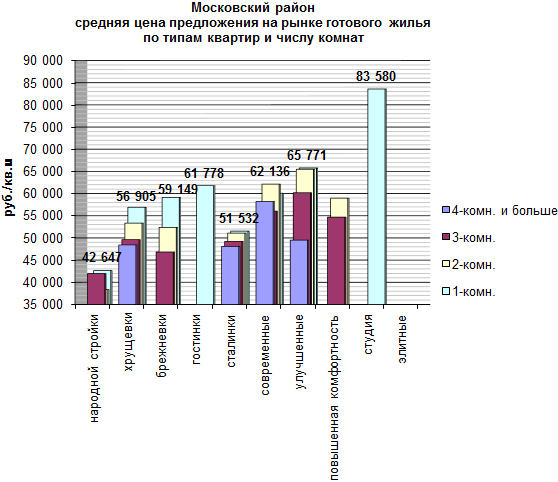 Московский район
средняя цена предложения на рынке готового жилья
по типам квартир и числу комнат
руб./кв.м
90 000
85 000
80 000
75 000
70 000
65 000
60 000
55 000
50 000
45 000
40 000
35 000
42 647
56 905
59 149
61 778
51 532
62 136
65 771
83 580
народной стройки
хрущевки
брежневки
гостинки
сталинки
современные
улучшенные
повышенная комфортность
студия
элитные
4-комн. и больше
3-комн.
2-комн.
1-комн.